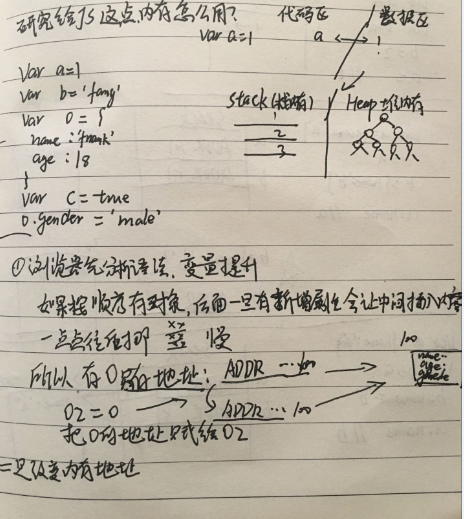 研究给JS这点内存怎么用？
代码区 数据区
var a=1 a 1
Var a=1
Var b='fang'
Var O={
name:'frank'
age:18
}
Var C=true
O.gender='male'
stack(栈内存) Heap 堆内存
1
2
3
①浏览器先分析语法，变量提升
如果按顺序存对象，后面一旦有新增属性会让中间插入内容
一点点往后挪 慢
所以，存O的地址：ADDR…100
100
name…
age:
gender
O2=O ADDR…100
把O的地址赋给O2
=只改变内存地址